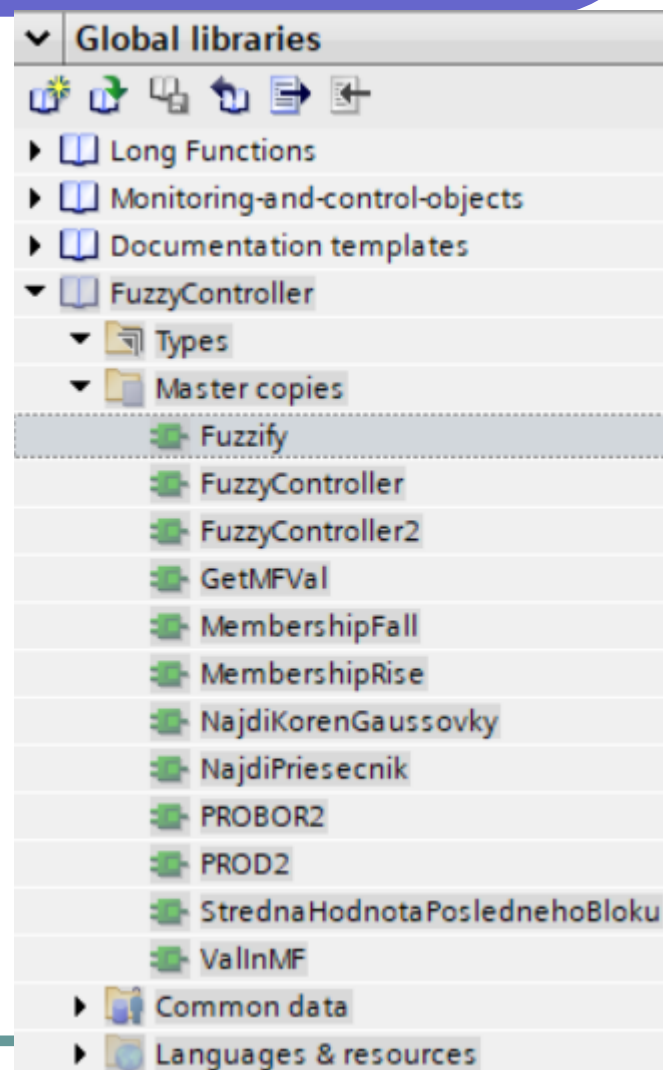 Global libraries
Long Functions
Monitoring-and-control-objects
Documentation templates
FuzzyController
Types
Master copies
Fuzzify
FuzzyController
FuzzyController2
GetMFVal
MembershipFall
MembershipRise
NajdiKorenGaussovky
NajdiPriesecnik
PROBOR2
PROD2
StrednaHodnotaPoslednehoBloku
ValInMF
Common data
Languages & resources